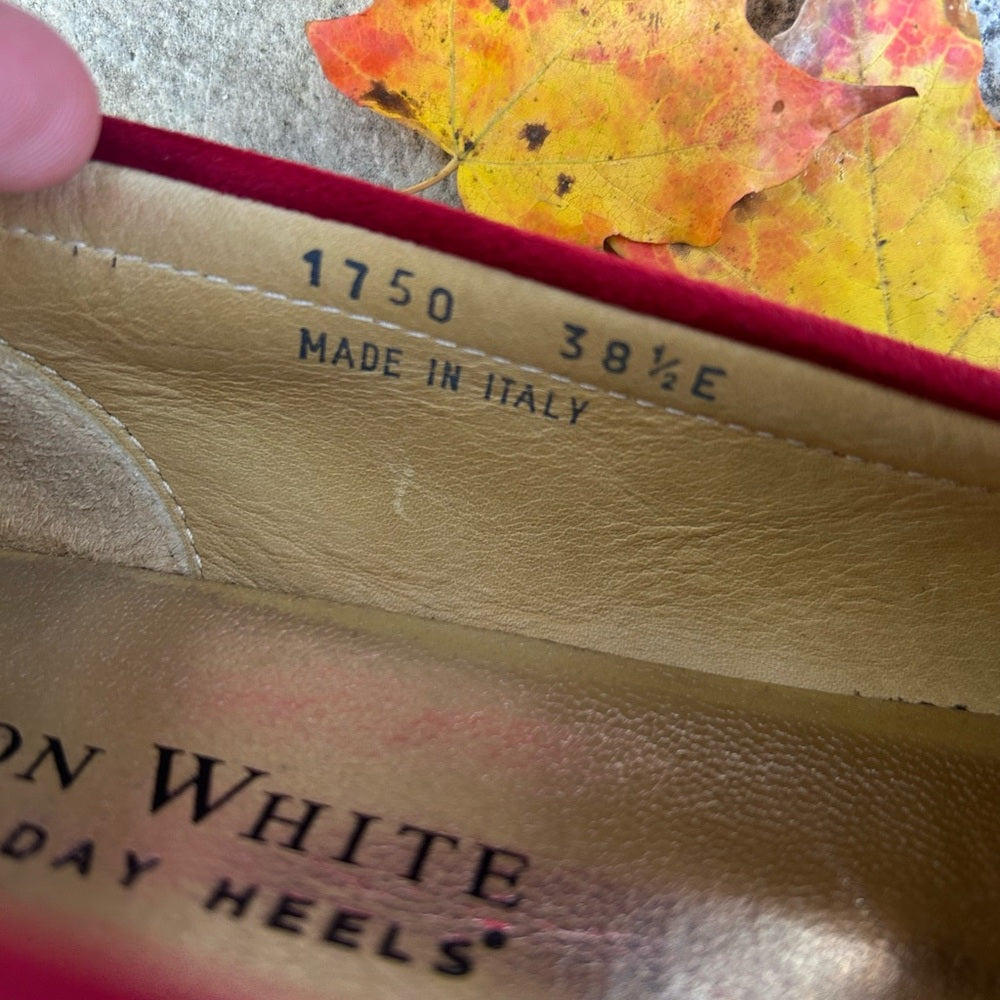 1750 38½E
MADE IN ITALY
ON WHITE
DAY HEELS